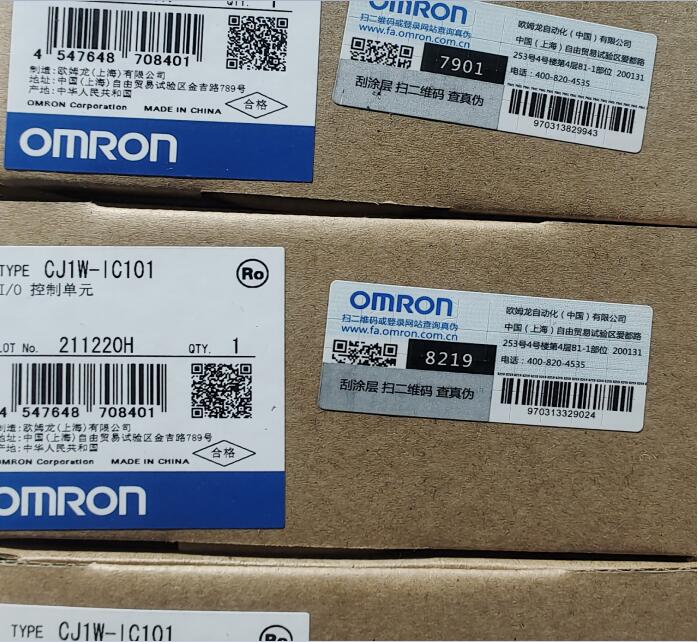 4 547648 708401
制造: 欧姆龙(上海)有限公司
地址: 中国(上海)自由贸易试验区金吉路789号
产地: 中华人民共和国
OMRON Corporation MADE IN CHINA
合格
OMRON
OMRON
扫二维码或登录网站查询真伪
www.fa.omron.com.cn
7901
刮涂层 扫二维码 查真伪
欧姆龙自动化(中国)有限公司
中国(上海)自由贸易试验区爱都路
253号4号楼第4层B1-1部位 200131
电话: 400-820-4535
970313829943
TYPE CJ1W-IC101
I/O 控制单元
Ro
LOT No. 211220H QTY. 1
4 547648 708401
制造: 欧姆龙(上海)有限公司
地址: 中国(上海)自由贸易试验区金吉路789号
产地: 中华人民共和国
OMRON Corporation MADE IN CHINA
合格
OMRON
OMRON
扫二维码或登录网站查询真伪
www.fa.omron.com.cn
8219
刮涂层 扫二维码 查真伪
欧姆龙自动化(中国)有限公司
中国(上海)自由贸易试验区爱都路
253号4号楼第4层B1-1部位 200131
电话: 400-820-4535
970313329024
TYPE CJ1W-IC101
Ro